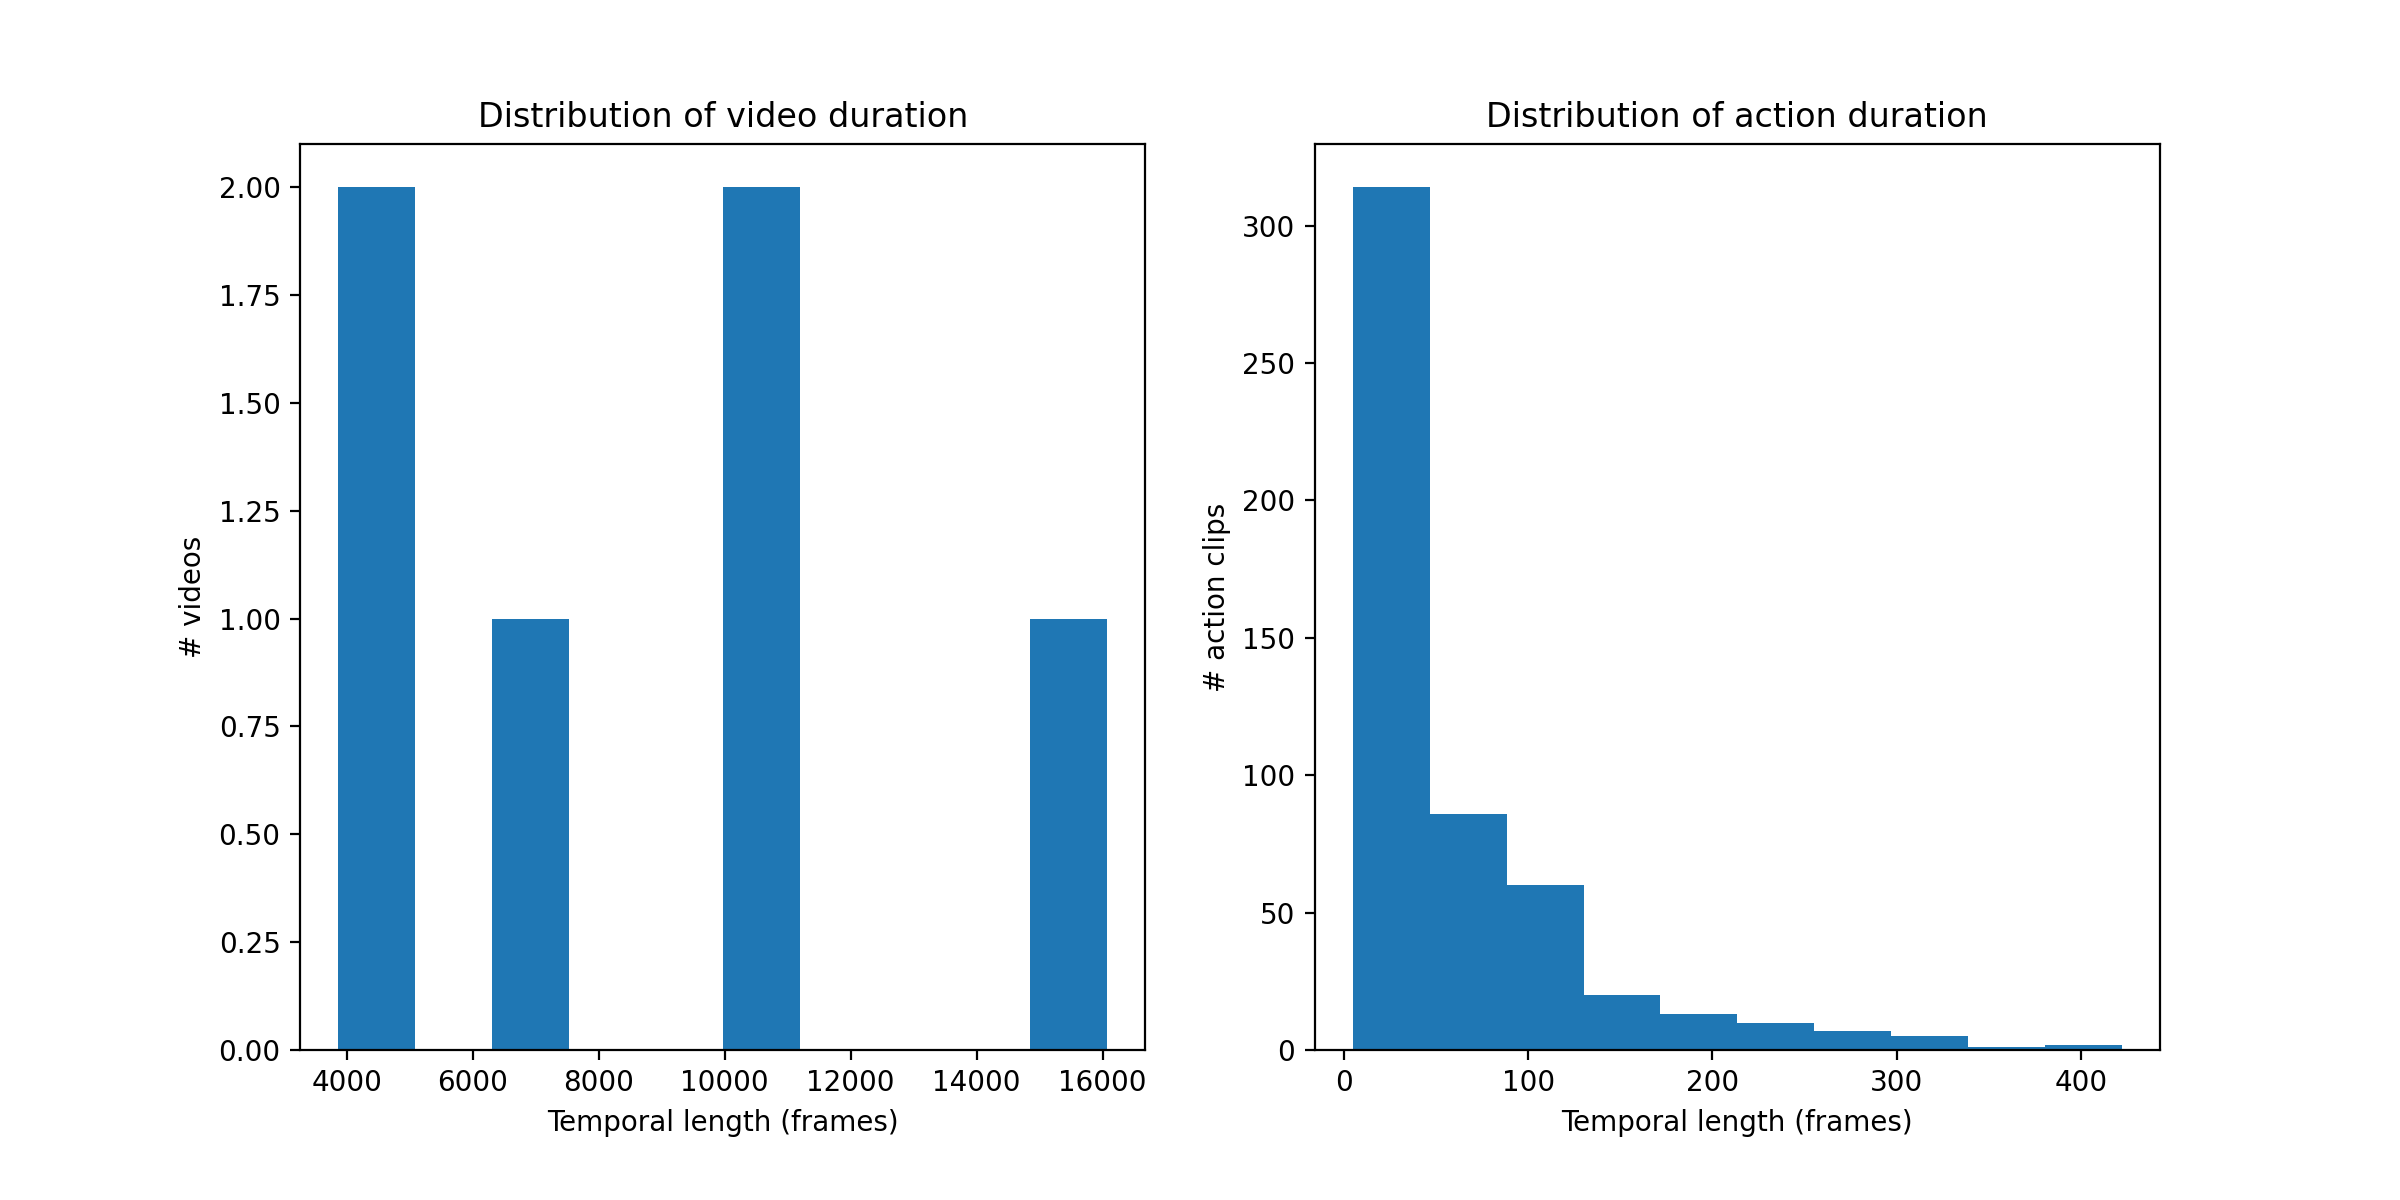 Distribution of video duration
2.00
1.75
1.50
1.25
1.00
0.75
0.50
0.25
0.00
# videos
4000 6000 8000 10000 12000 14000 16000
Temporal length (frames)
Distribution of action duration
300
250
200
150
100
50
0
# action clips
0 100 200 300 400
Temporal length (frames)